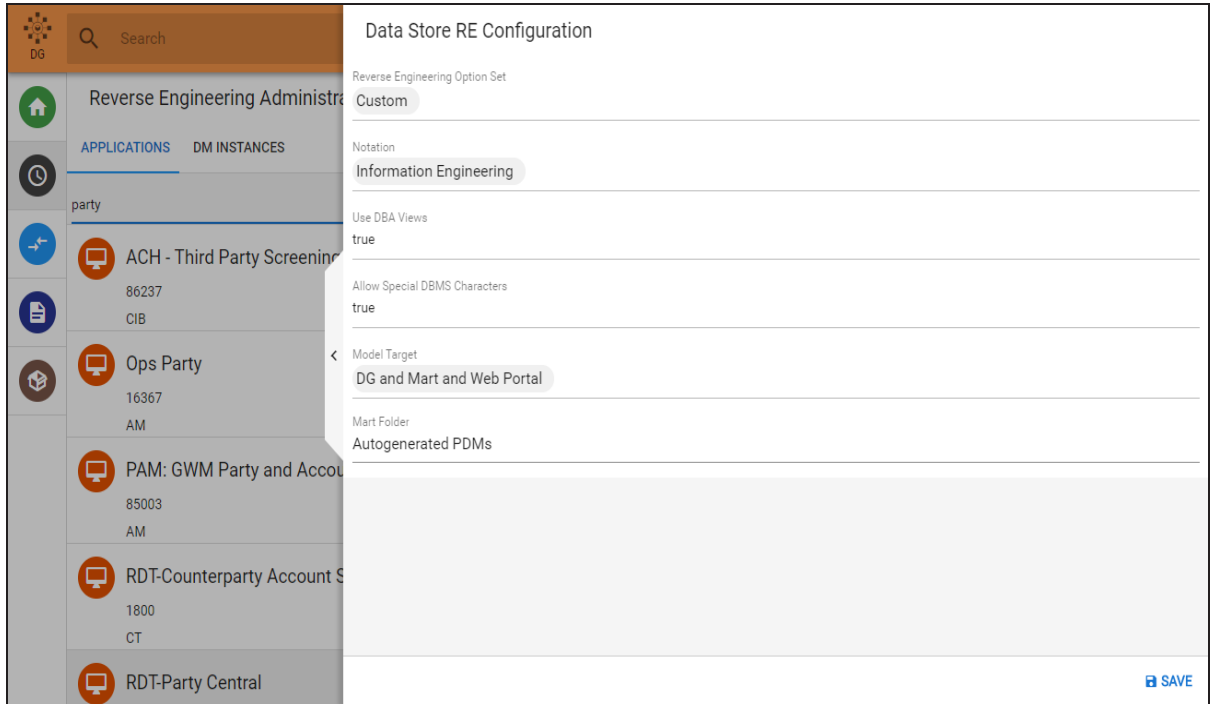 DG
Search
Reverse Engineering Administra
APPLICATIONS DM INSTANCES
party
ACH - Third Party Screening
86237
CIB
Ops Party
16367
AM
PAM: GWM Party and Accou
85003
AM
RDT-Counterparty Account S
1800
CT
RDT-Party Central
Data Store RE Configuration
Reverse Engineering Option Set
Custom
Notation
Information Engineering
Use DBA Views
true
Allow Special DBMS Characters
true
Model Target
DG and Mart and Web Portal
Mart Folder
Autogenerated PDMs
SAVE